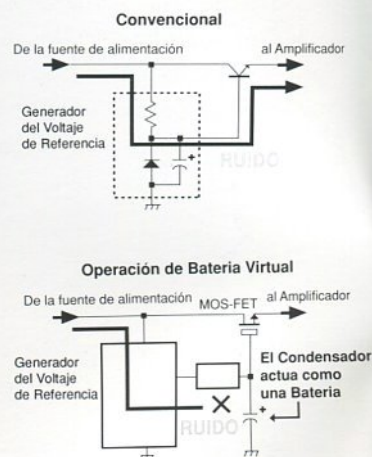 Convencional
De la fuente de alimentación
al Amplificador
Generador
del Voltaje
de Referencia
+
RUIDO
Operación de Bateria Virtual
De la fuente de alimentación
MOS-FET
al Amplificador
Generador
del Voltaje
de Referencia
El Condensador
actua como
una Bateria
+
RUIDO